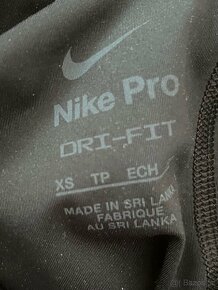 Nike Pro
DRI-FIT
XS TP ECH
MADE IN SRI LANKA
FABRIQUÉ
AU SRI LANKA